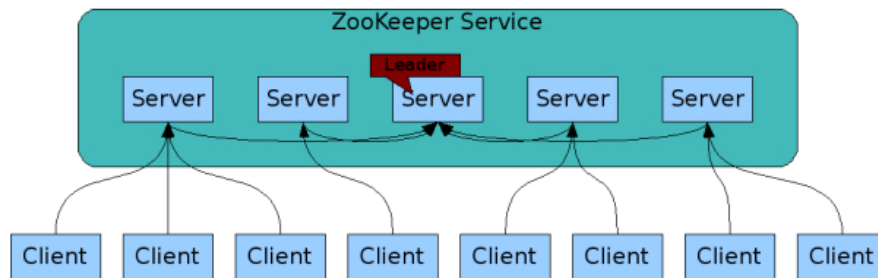 ZooKeeper Service
Leader
Server Server Server Server Server
Client Client Client Client Client Client Client Client